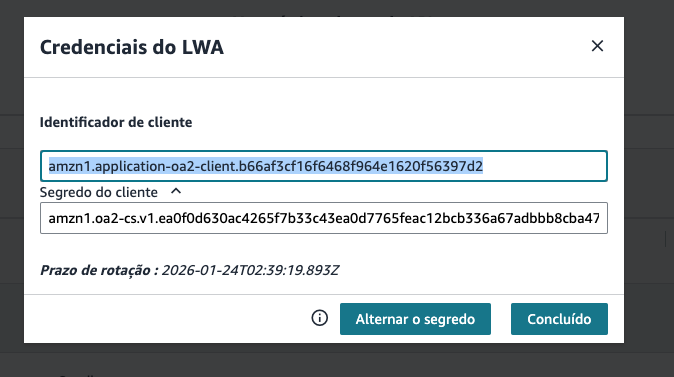 Credenciais do LWA
Identificador de cliente
amzn1.application-oa2-client.b66af3cf16f6468f964e1620f56397d2
Segredo do cliente
amzn1.oa2-cs.v1.ea0f0d630ac4265f7b33c43ea0d7765feac12bcb336a67adbbb8cba47
Prazo de rotação : 2026-01-24T02:39:19.893Z
Alternar o segredo
Concluído